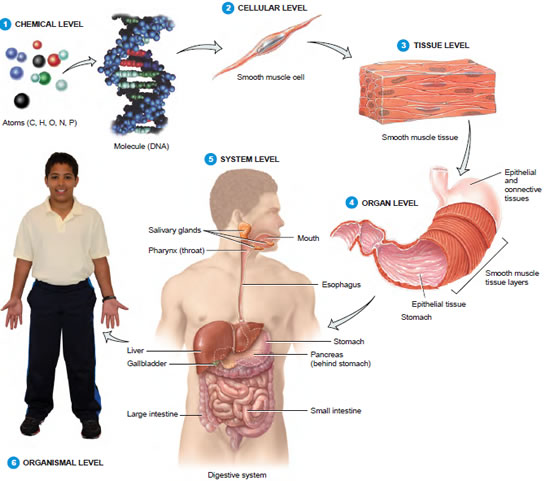 1 CHEMICAL LEVEL
Atoms (C, H, O, N, P)
Molecule (DNA)
2 CELLULAR LEVEL
Smooth muscle cell
3 TISSUE LEVEL
Smooth muscle tissue
4 ORGAN LEVEL
Epithelial
and
connective
tissues
Smooth muscle
tissue layers
Epithelial tissue
Stomach
5 SYSTEM LEVEL
Salivary glands
Mouth
Pharynx (throat)
Esophagus
Stomach
Liver
Pancreas
(behind stomach)
Gallbladder
Large intestine
Small intestine
Digestive system
6 ORGANISMAL LEVEL